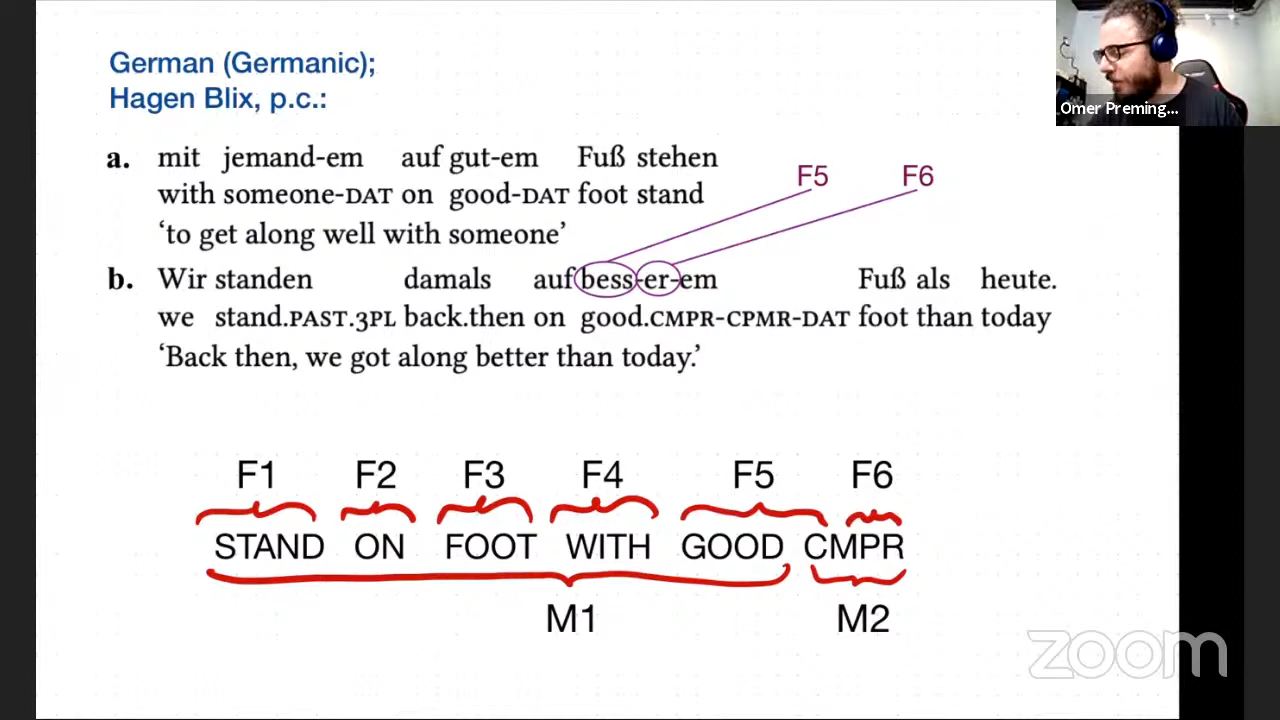 German (Germanic);
Hagen Blix, p.c.:
Omer Preming...
a. mit jemand-em auf gut-em Fuß stehen
with someone-DAT on good-DAT foot stand
‘to get along well with someone’
F5 F6
b. Wir standen damals auf bess-er-em Fuß als heute.
we stand.PAST.3PL back.then on good.CMPR-CPMR-DAT foot than today
‘Back then, we got along better than today.’
F1 F2 F3 F4 F5 F6
STAND ON FOOT WITH GOOD CMPR
M1 M2
zoom